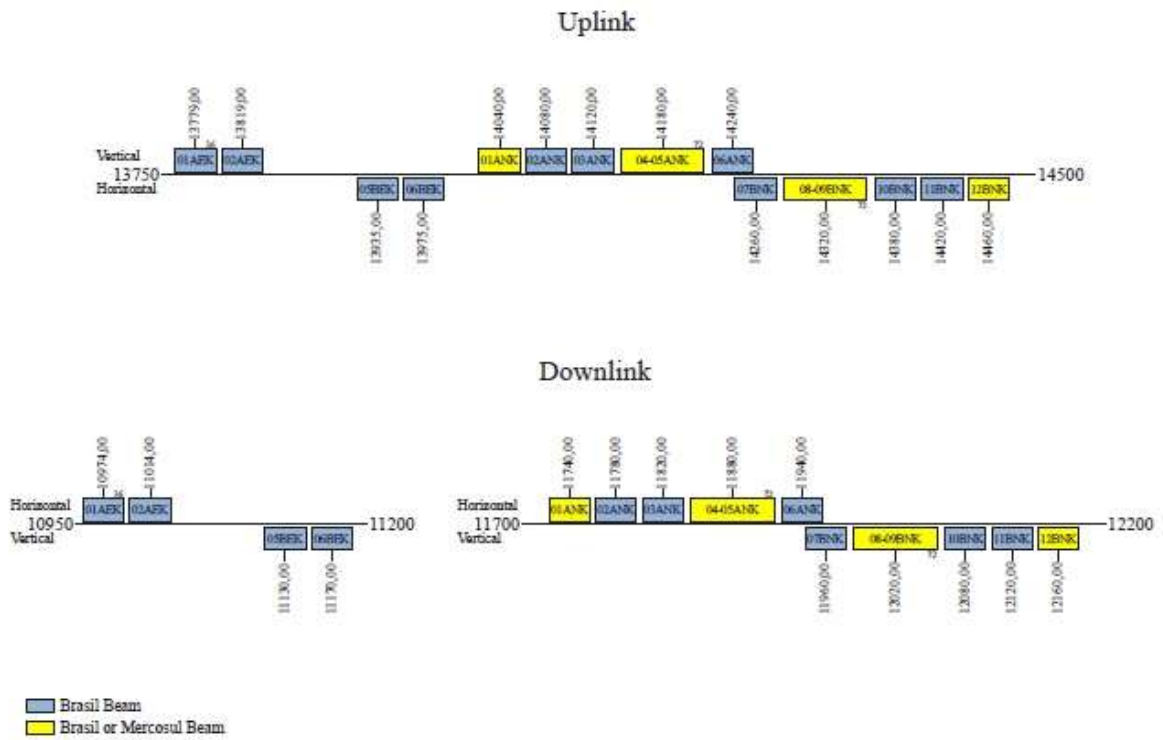 Uplink
13779,00 13819,00 14040,00 14080,00 14120,00 14180,00 14240,00
36 72
Vertical 01AEK 02AEK 01ANK 02ANK 03ANK 04-05ANK 06ANK
13750 14500
Horizontal 05BEK 06BEK 07BNK 08-09BNK 10BNK 11BNK 12BNK
72
13935,00 13975,00 14260,00 14320,00 14380,00 14420,00 14460,00
Downlink
10974,00 11014,00 11740,00 11780,00 11820,00 11880,00 11940,00
36 72
Horizontal 01AEK 02AEK Horizontal 01ANK 02ANK 03ANK 04-05ANK 06ANK
10950 11200 11700 12200
Vertical 05BEK 06BEK Vertical 07BNK 08-09BNK 10BNK 11BNK 12BNK
72
11130,00 11170,00 11960,00 12020,00 12080,00 12120,00 12160,00
Brasil Beam
Brasil or Mercosul Beam